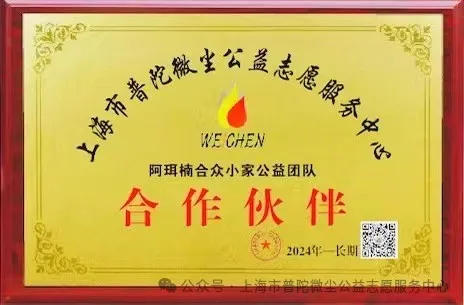 上海市普陀微尘公益志愿服务中心
WE CHEN
阿珥楠合众小家公益团队
合作伙伴
2024年—长期
公众号 · 上海市普陀微尘公益志愿服务中心